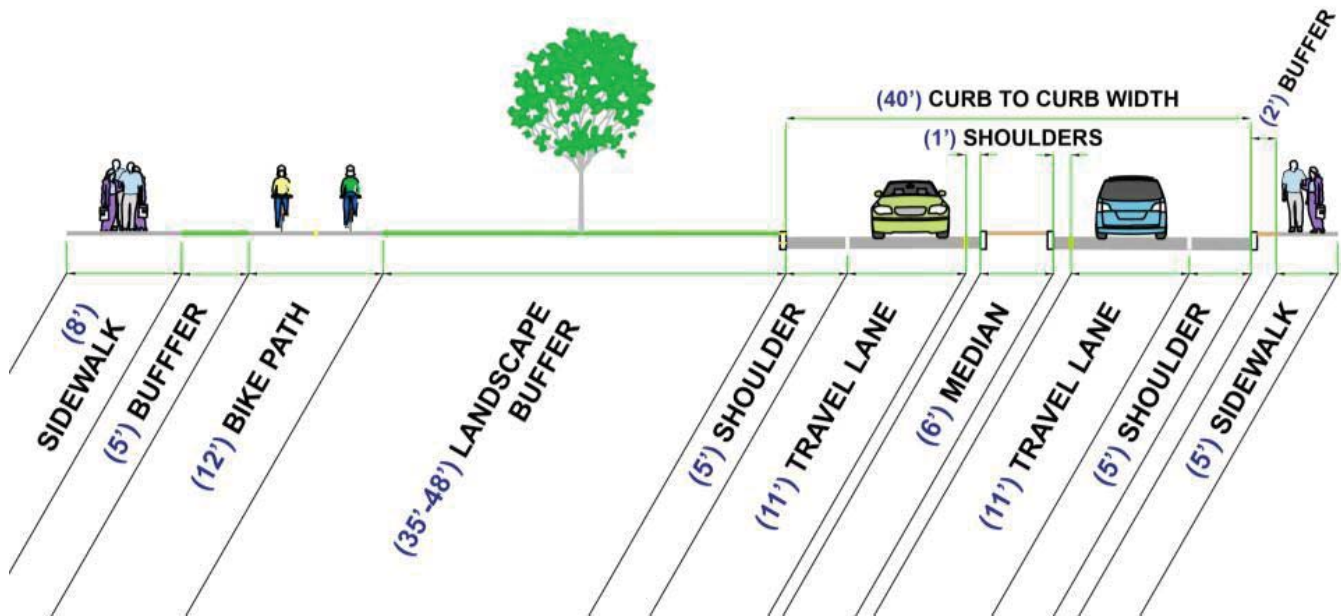 (2') BUFFER
(40') CURB TO CURB WIDTH
(1') SHOULDERS
(8')
SIDEWALK
(5') BUFFFER
(12') BIKE PATH
(35'-48') LANDSCAPE
BUFFER
(5') SHOULDER
(11') TRAVEL LANE
(6') MEDIAN
(11') TRAVEL LANE
(5') SHOULDER
(5') SIDEWALK